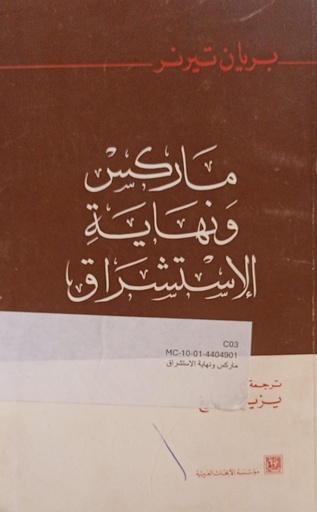 بريان تيرنر
ماركس
ونهاية
الاستشراق
C03
MC-10-01-4404901
ماركس ونهاية الاستشراق
ترجمة
مؤسسة الأبحاث العربية